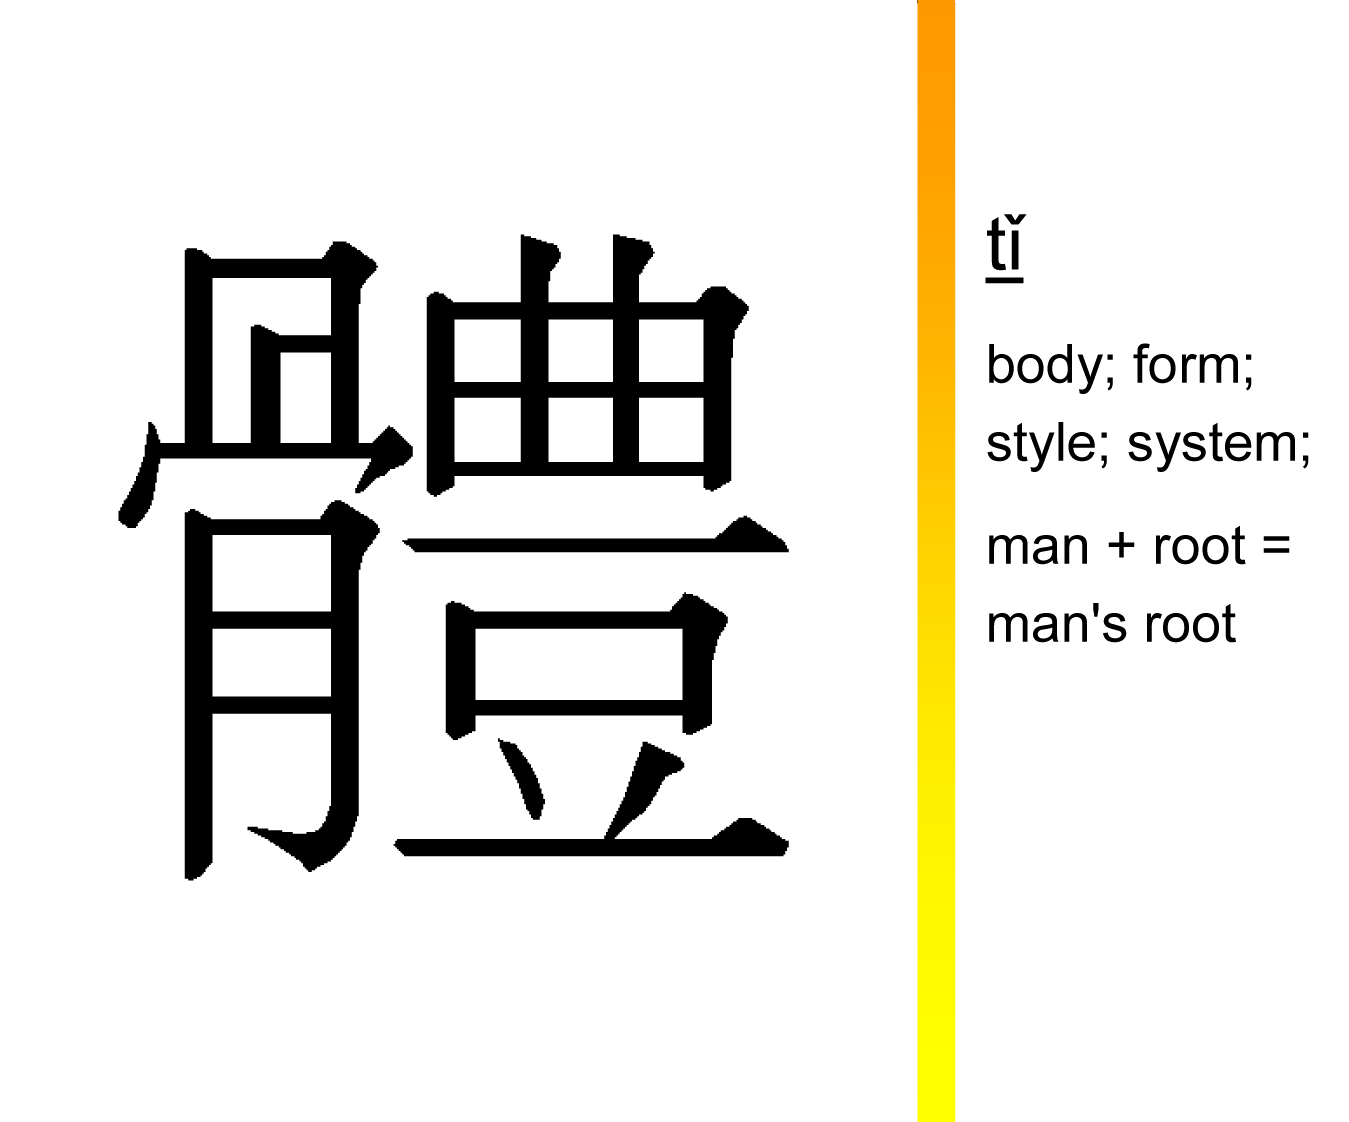 體
tǐ
body; form;
style; system;
man + root =
man's root